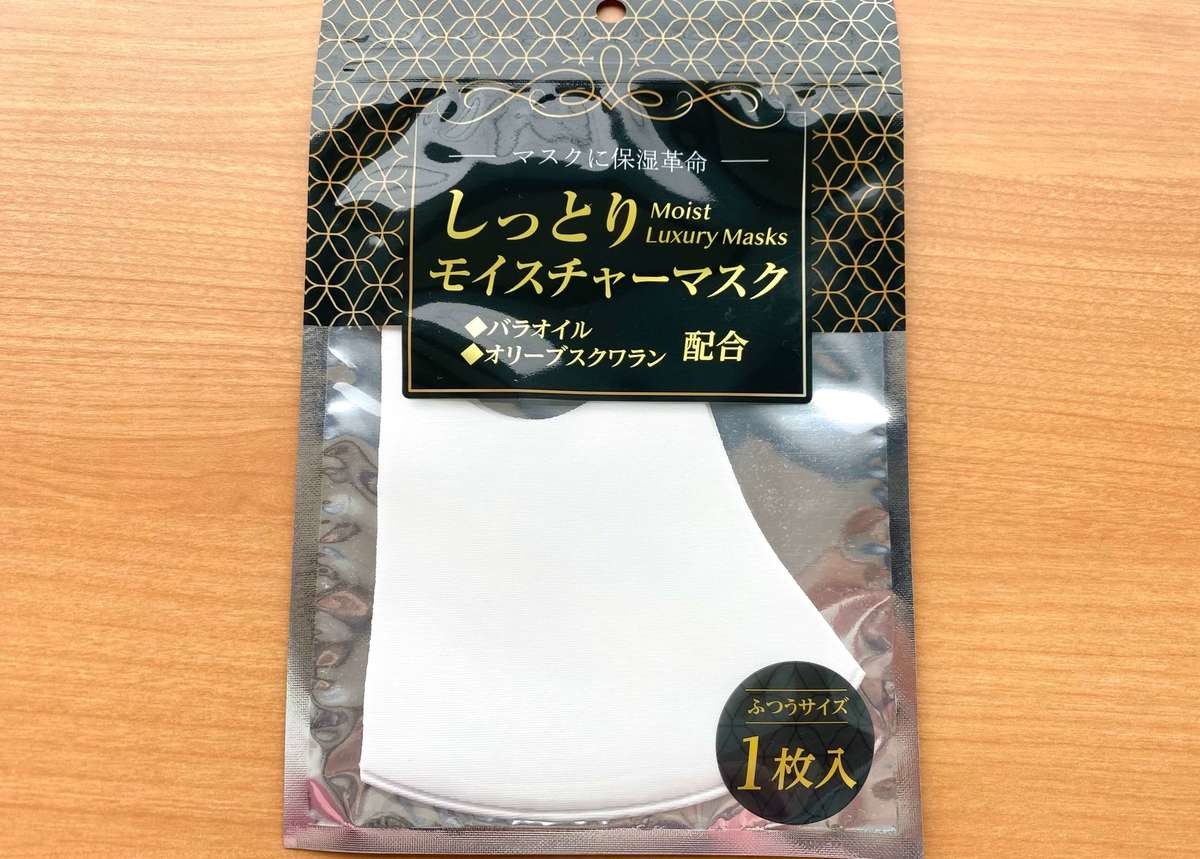 マスクに保湿革命
しっとり
Moist
Luxury Masks
モイスチャーマスク
◆バラオイル
◆オリーブスクワラン
配合
ふつうサイズ
1枚入